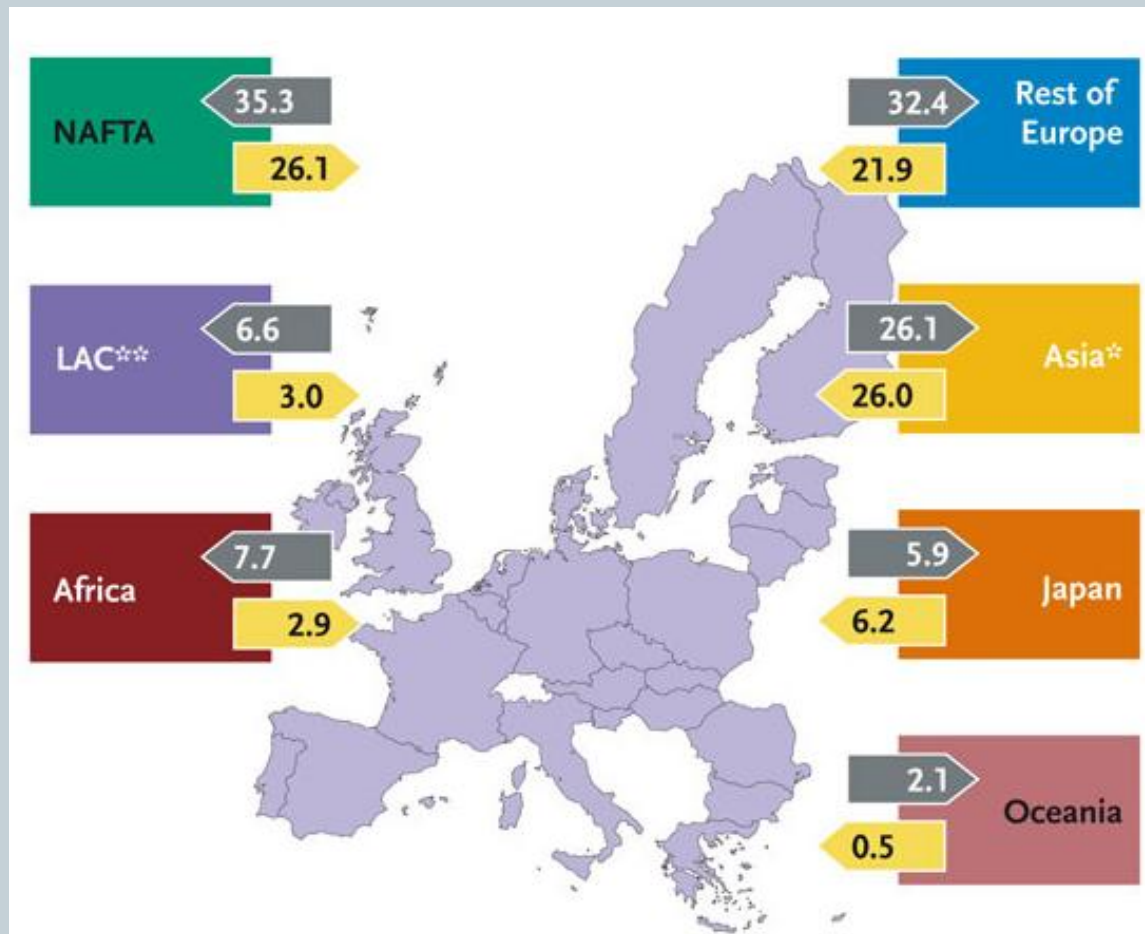 NAFTA
35.3
26.1
LAC**
6.6
3.0
Africa
7.7
2.9
32.4
21.9
Rest of
Europe
26.1
26.0
Asia*
5.9
6.2
Japan
2.1
0.5
Oceania